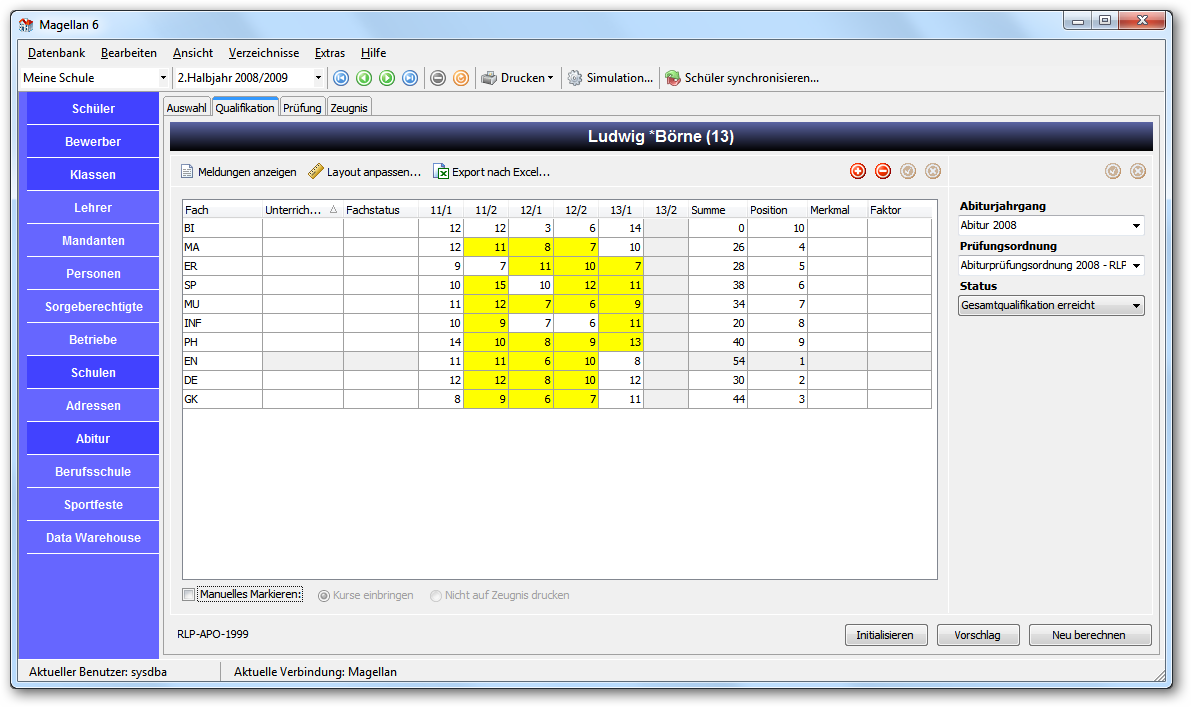 Magellan 6
Datenbank Bearbeiten Ansicht Verzeichnisse Extras Hilfe
Meine Schule 2.Halbjahr 2008/2009 Drucken Simulation... Schüler synchronisieren...
Schüler
Bewerber
Klassen
Lehrer
Mandanten
Personen
Sorgeberechtigte
Betriebe
Schulen
Adressen
Abitur
Berufsschule
Sportfeste
Data Warehouse
Auswahl Qualifikation Prüfung Zeugnis
Ludwig *Börne (13)
Meldungen anzeigen Layout anpassen... Export nach Excel...
Fach Unterrich... Fachstatus 11/1 11/2 12/1 12/2 13/1 13/2 Summe Position Merkmal Faktor
BI 12 12 3 6 14 0 10
MA 12 11 8 7 10 26 4
ER 9 7 11 10 7 28 5
SP 10 15 10 12 11 38 6
MU 11 12 7 6 9 34 7
INF 10 9 7 6 11 20 8
PH 14 10 8 9 13 40 9
EN 11 11 6 10 8 54 1
DE 12 12 8 10 12 30 2
GK 8 9 6 7 11 44 3
Abiturjahrgang
Abitur 2008
Prüfungsordnung
Abiturprüfungsordnung 2008 - RLP
Status
Gesamtqualifikation erreicht
Manuelles Markieren: Kurse einbringen Nicht auf Zeugnis drucken
RLP-APO-1999 Initialisieren Vorschlag Neu berechnen
Aktueller Benutzer: sysdba Aktuelle Verbindung: Magellan